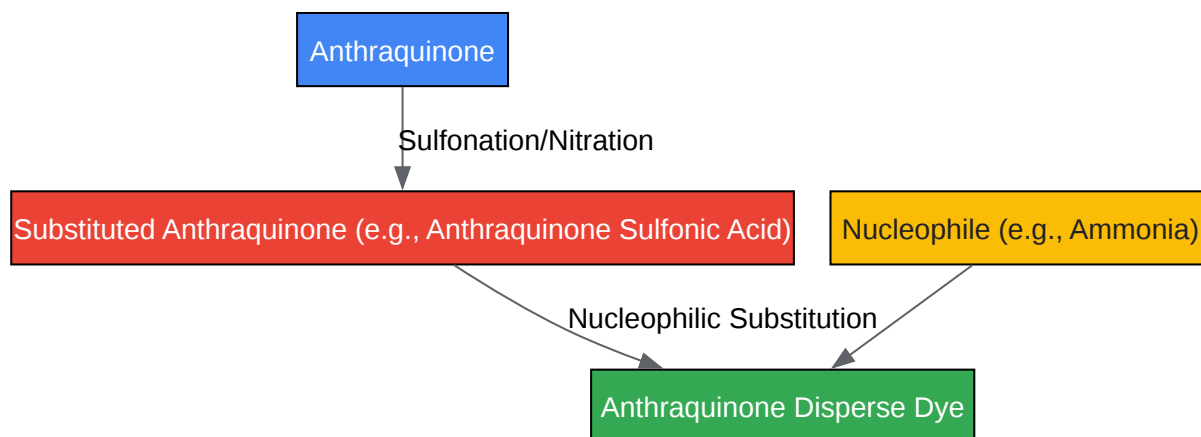 Anthraquinone
Sulfonation/Nitration
Substituted Anthraquinone (e.g., Anthraquinone Sulfonic Acid)
Nucleophile (e.g., Ammonia)
Nucleophilic Substitution
Anthraquinone Disperse Dye